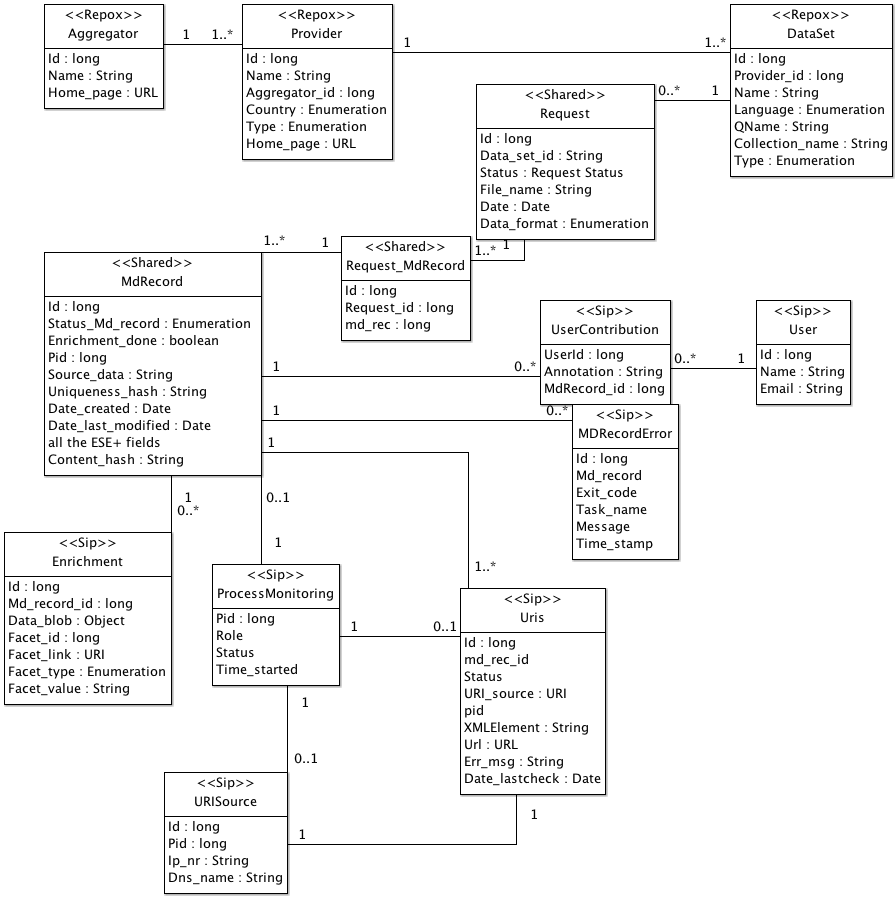 <<Repox>>
Aggregator
Id : long
Name : String
Home_page : URL
1
1..*
<<Repox>>
Provider
Id : long
Name : String
Aggregator_id : long
Country : Enumeration
Type : Enumeration
Home_page : URL
1
1..*
<<Repox>>
DataSet
Id : long
Provider_id : long
Name : String
Language : Enumeration
QName : String
Collection_name : String
Type : Enumeration
0..*
1
<<Shared>>
Request
Id : long
Data_set_id : String
Status : Request Status
File_name : String
Date : Date
Data_format : Enumeration
1..*
1
1..*
1
<<Shared>>
Request_MdRecord
Id : long
Request_id : long
md_rec : long
<<Shared>>
MdRecord
Id : long
Status_Md_record : Enumeration
Enrichment_done : boolean
Pid : long
Source_data : String
Uniqueness_hash : String
Date_created : Date
Date_last_modified : Date
all the ESE+ fields
Content_hash : String
1
0..*
<<Sip>>
UserContribution
UserId : long
Annotation : String
MdRecord_id : long
0..*
1
<<Sip>>
User
Id : long
Name : String
Email : String
1
0..*
<<Sip>>
MDRecordError
Id : long
Md_record
Exit_code
Task_name
Message
Time_stamp
1
1..*
1
0..*
0..1
1
<<Sip>>
Enrichment
Id : long
Md_record_id : long
Data_blob : Object
Facet_id : long
Facet_link : URI
Facet_type : Enumeration
Facet_value : String
<<Sip>>
ProcessMonitoring
Pid : long
Role
Status
Time_started
1
0..1
<<Sip>>
Uris
Id : long
md_rec_id
Status
URI_source : URI
pid
XMLElement : String
Url : URL
Err_msg : String
Date_lastcheck : Date
1
0..1
<<Sip>>
URISource
Id : long
Pid : long
Ip_nr : String
Dns_name : String
1
1